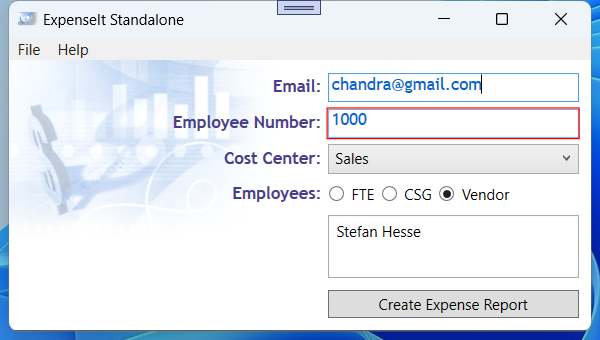 ExpenseIt Standalone
File Help
Email: chandra@gmail.com
Employee Number: 1000
Cost Center: Sales
Employees: FTE CSG Vendor
Stefan Hesse
Create Expense Report